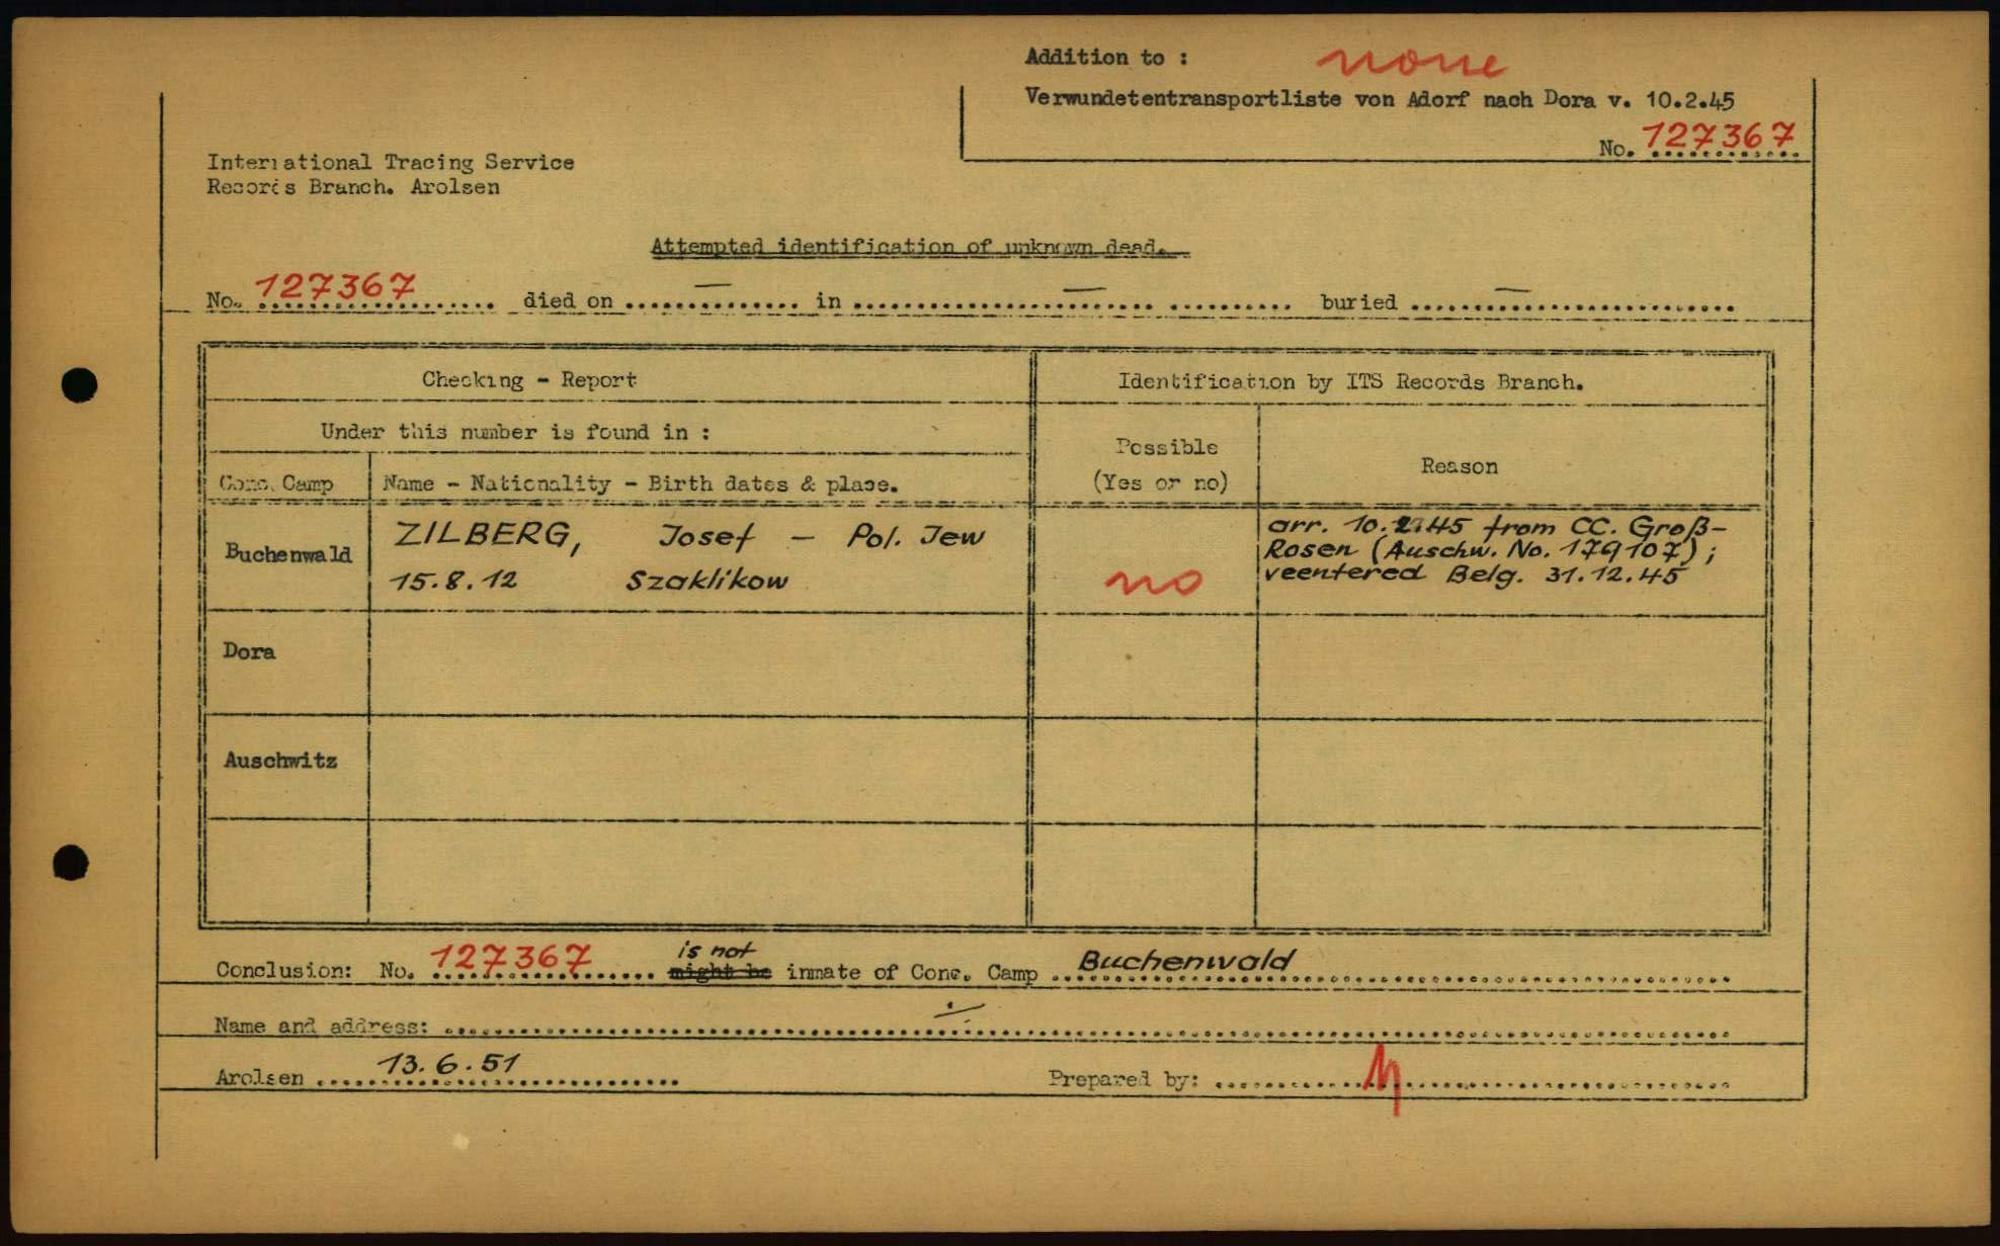 Addition to : none
Verwundetentransportliste von Adorf nach Dora v. 10.2.45
No. 127367
International Tracing Service
Records Branch. Arolsen
Attempted identification of unknown dead.
No. 127367 died on — in — buried —
Checking - Report
Identification by ITS Records Branch.
Under this number is found in :
Possible
(Yes or no)
Reason
Conc. Camp
Name - Nationality - Birth dates & place.
Buchenwald
ZILBERG, Josef — Pol. Jew
15.8.12 Szaklikow
no
arr. 10.2.45 from CC. Groß-
Rosen (Auschw. No. 179107);
reentered Belg. 31.12.45
Dora
Auschwitz
Conclusion: No. 127367 is not might be inmate of Conc. Camp Buchenwald
Name and address:
Arolsen 13.6.51
Prepared by: